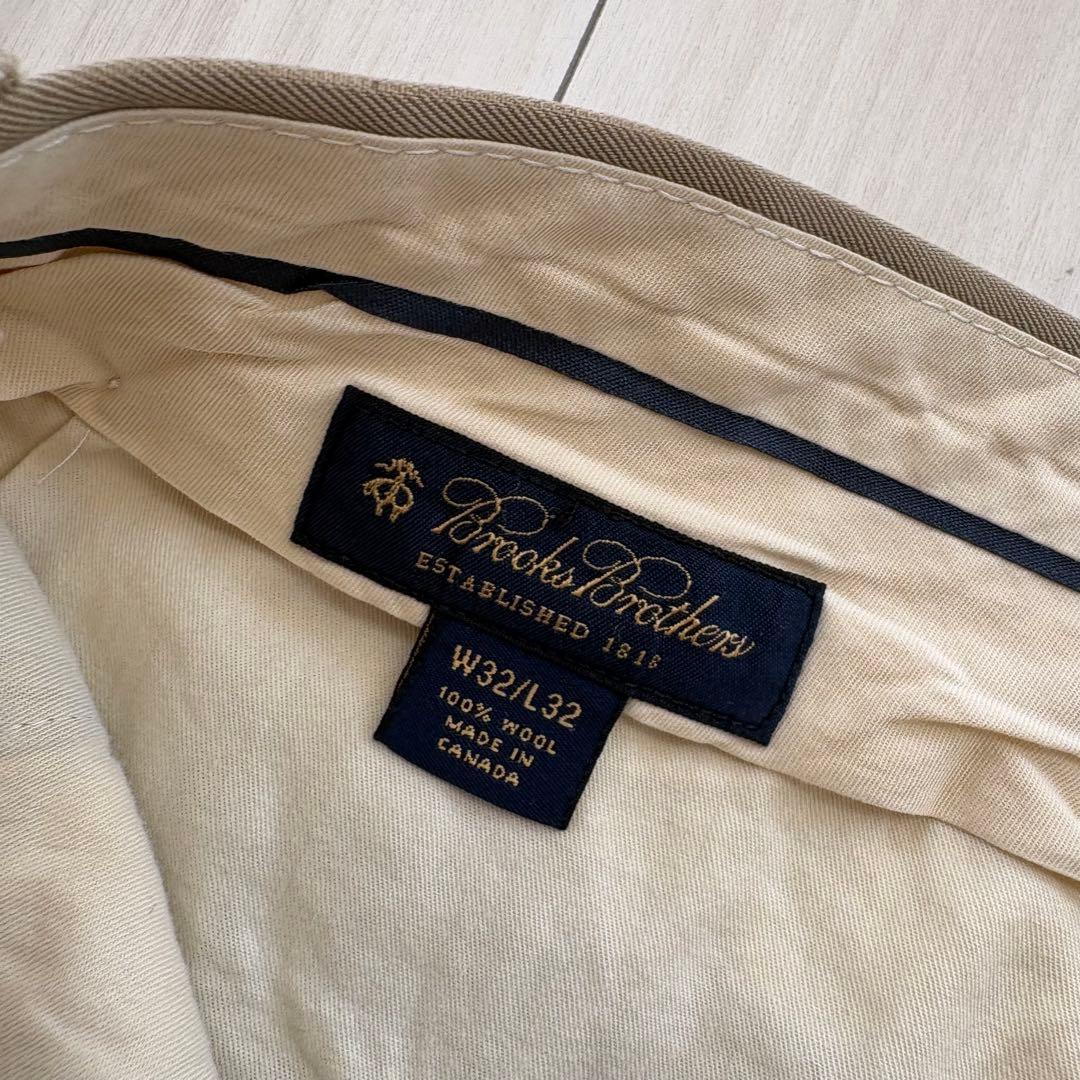 Brooks Brothers
ESTABLISHED 1818
W32/L32
100% WOOL
MADE IN
CANADA